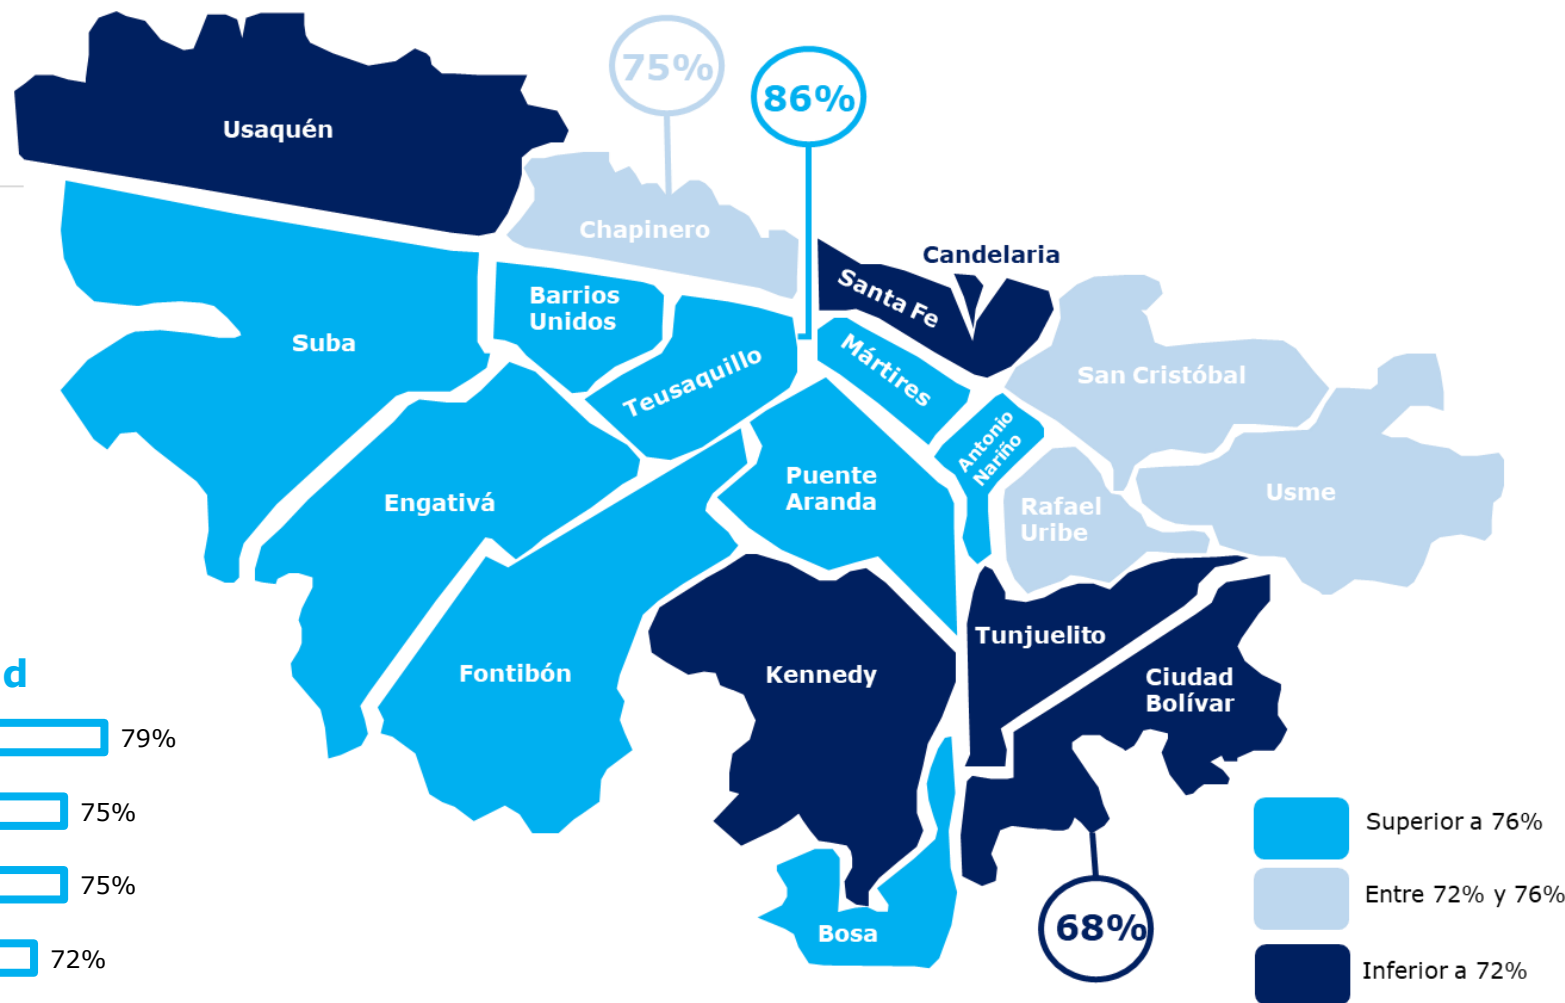 75%
86%
Usaquén
Chapinero
Candelaria
Santa Fe
Barrios
Unidos
Suba
Teusaquillo
Mártires
San Cristóbal
Antonio
Nariño
Engativá
Puente
Aranda
Rafael
Uribe
Usme
Fontibón
Kennedy
Tunjuelito
Ciudad
Bolívar
Bosa
68%
d
79%
75%
75%
72%
Superior a 76%
Entre 72% y 76%
Inferior a 72%